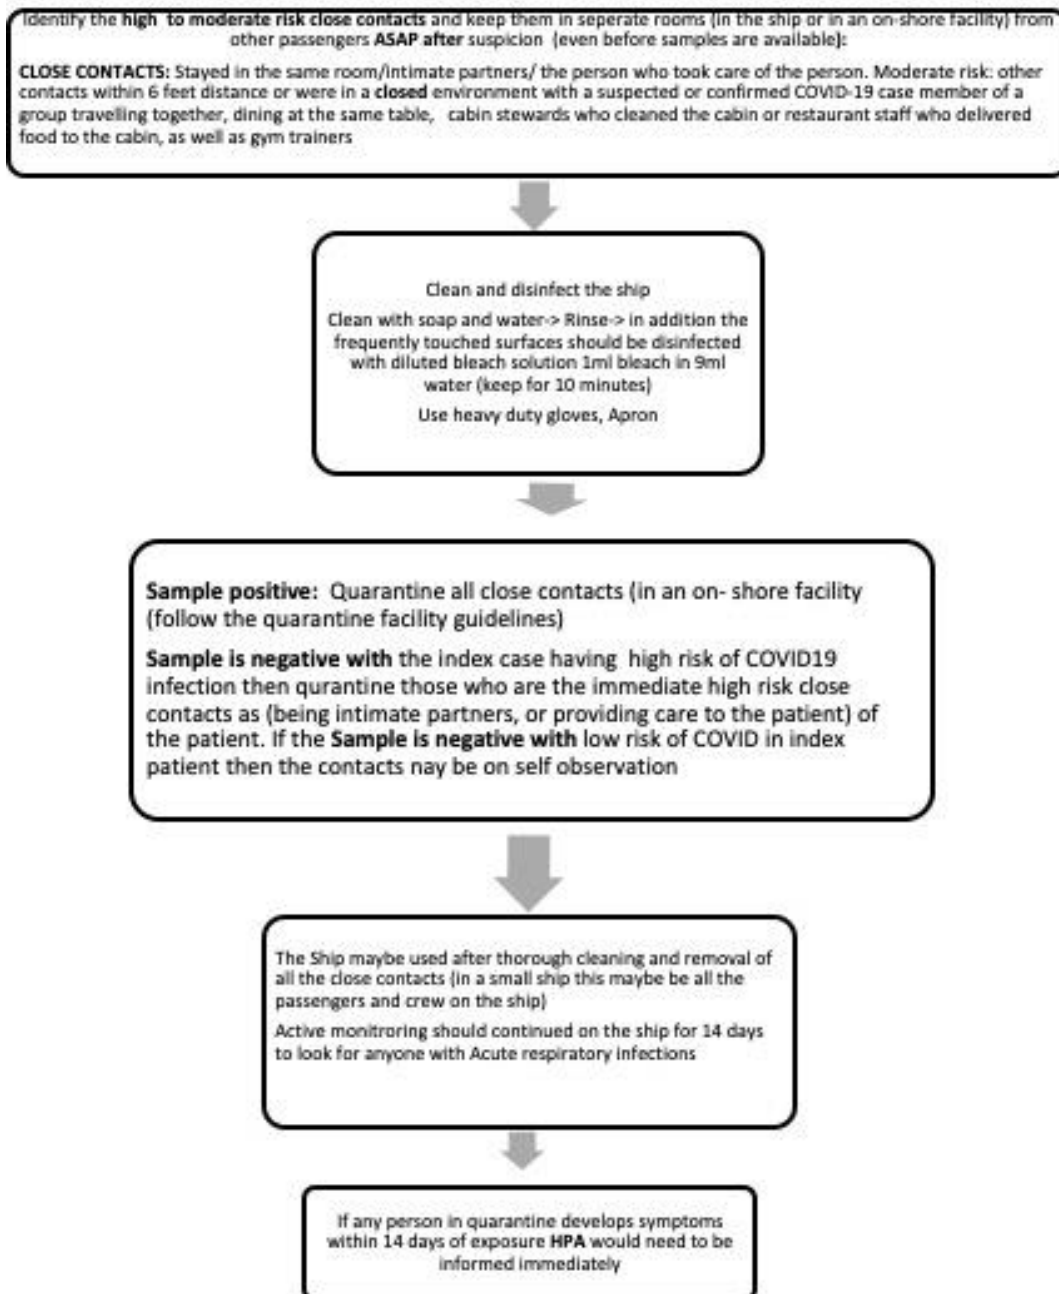 Identify the high to moderate risk close contacts and keep them in seperate rooms (in the ship or in an on-shore facility) from
other passengers ASAP after suspicion (even before samples are available):
CLOSE CONTACTS: Stayed in the same room/intimate partners/ the person who took care of the person. Moderate risk: other
contacts within 6 feet distance or were in a closed environment with a suspected or confirmed COVID-19 case member of a
group travelling together, dining at the same table, cabin stewards who cleaned the cabin or restaurant staff who delivered
food to the cabin, as well as gym trainers
Clean and disinfect the ship
Clean with soap and water-> Rinse-> in addition the
frequently touched surfaces should be disinfected
with diluted bleach solution 1ml bleach in 9ml
water (keep for 10 minutes)
Use heavy duty gloves, Apron
Sample positive: Quarantine all close contacts (in an on- shore facility
(follow the quarantine facility guidelines)
Sample is negative with the index case having high risk of COVID19
infection then qurantine those who are the immediate high risk close
contacts as (being intimate partners, or providing care to the patient) of
the patient. If the Sample is negative with low risk of COVID in index
patient then the contacts nay be on self observation
The Ship maybe used after thorough cleaning and removal of
all the close contacts (in a small ship this maybe be all the
passengers and crew on the ship)
Active monitroring should continued on the ship for 14 days
to look for anyone with Acute respiratory infections
If any person in quarantine develops symptoms
within 14 days of exposure HPA would need to be
informed immediately